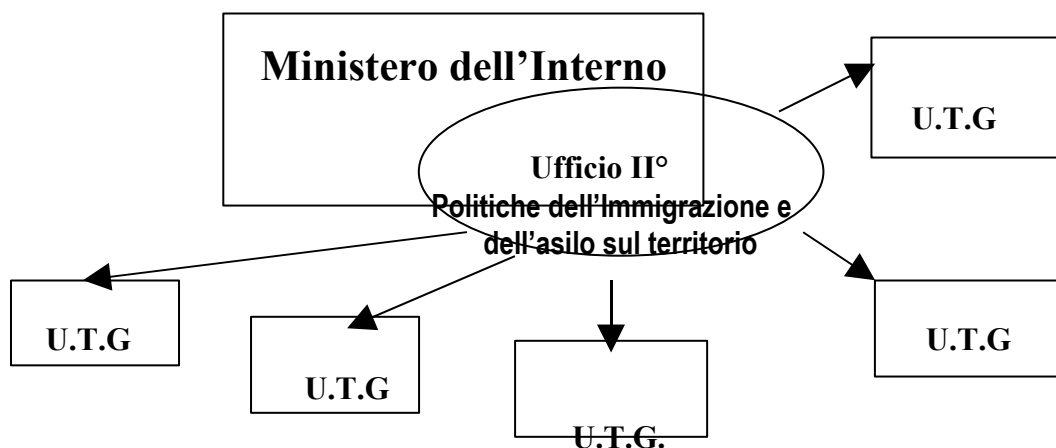 Ministero dell'Interno
U.T.G
Ufficio II°
Politiche dell'Immigrazione e
dell'asilo sul territorio
U.T.G
U.T.G
U.T.G.
U.T.G